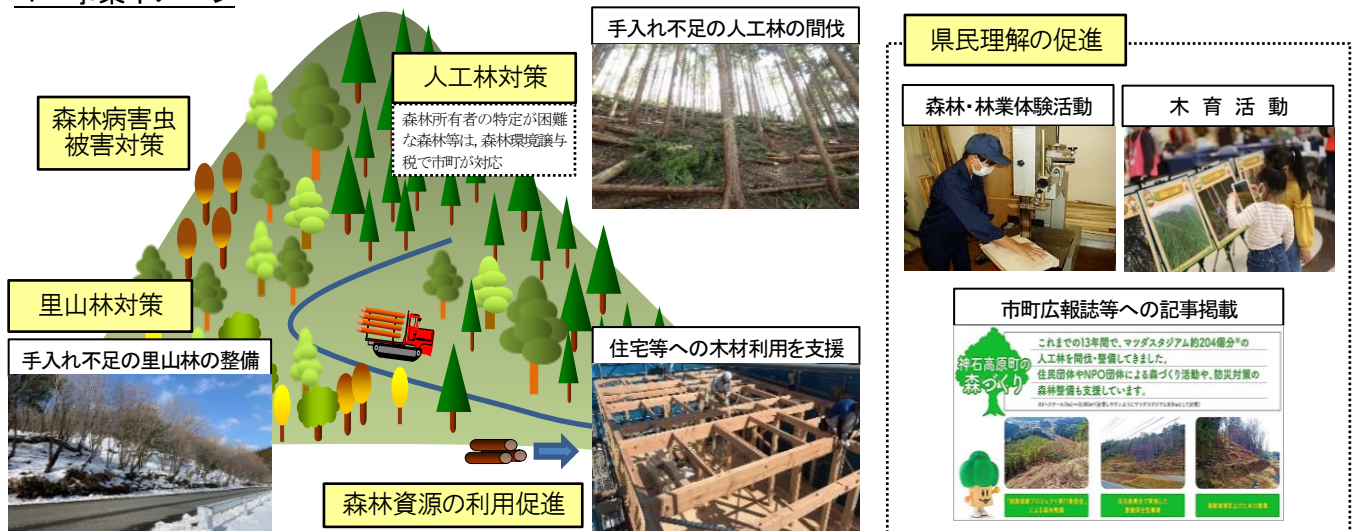 手入れ不足の人工林の間伐
県民理解の促進
人工林対策
森林所有者の特定が困難
な森林等は，森林環境譲与
税で市町が対応
森林病害虫
被害対策
森林・林業体験活動
木育活動
里山林対策
手入れ不足の里山林の整備
住宅等への木材利用を支援
市町広報誌等への記事掲載
神石高原町の
森づくり
これまでの13年間で、マツダスタジアム約204個分※の
人工林を間伐・整備してきました。
住民団体やNPO団体による森づくり活動や、防災対策の
森林整備も支援しています。
による森林整備
森林資源の利用促進